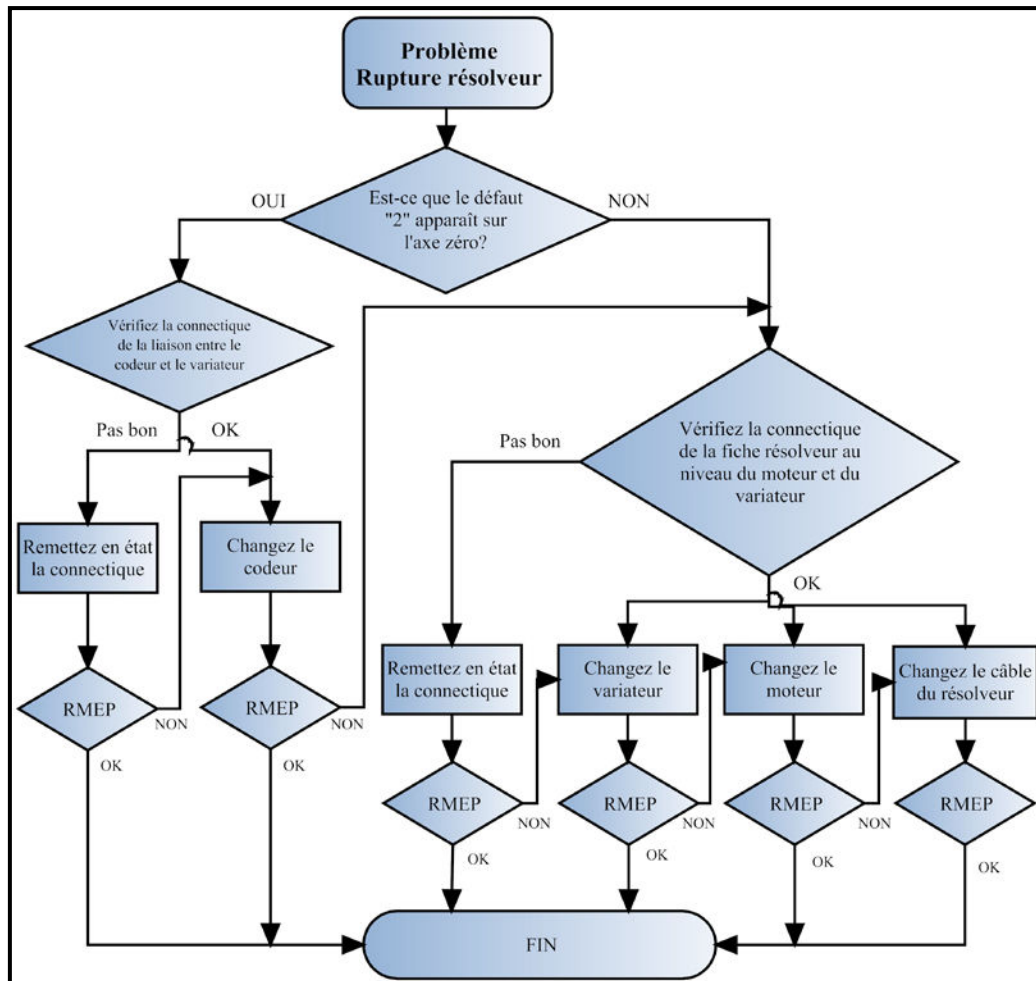 Problème
Rupture résolveur
Est-ce que le défaut
"2" apparaît sur
l'axe zéro?
OUI
NON
Vérifiez la connectique
de la liaison entre le
codeur et le variateur
Pas bon
OK
Vérifiez la connectique
de la fiche résolveur au
niveau du moteur et du
variateur
Pas bon
OK
Remettez en état
la connectique
Changez le
codeur
RMEP
NON
OK
RMEP
NON
OK
Remettez en état
la connectique
Changez le
variateur
Changez le
moteur
Changez le câble
du résolveur
RMEP
NON
OK
RMEP
NON
OK
RMEP
NON
OK
RMEP
OK
FIN